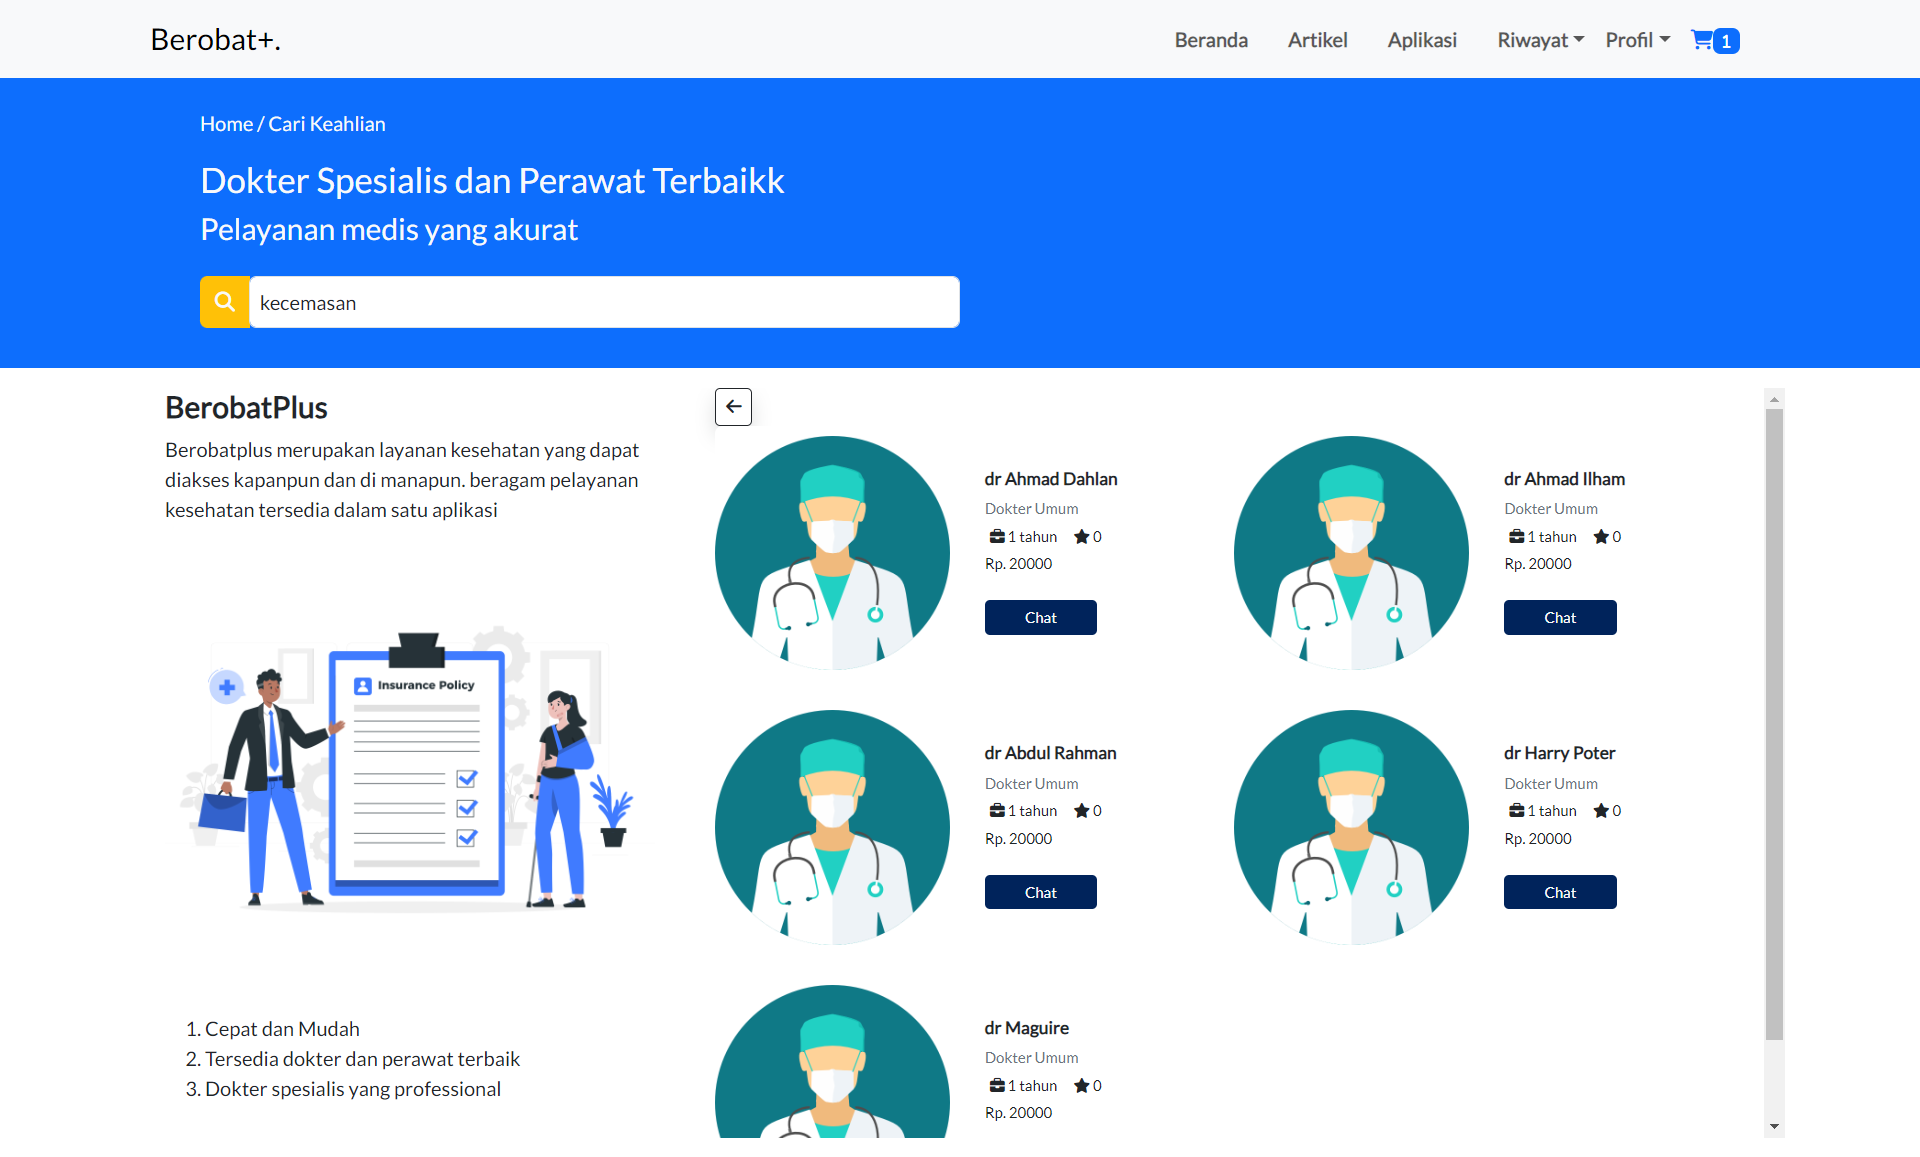 Berobat+.
Beranda
Artikel
Aplikasi
Riwayat
Profil
1
Home / Cari Keahlian
Dokter Spesialis dan Perawat Terbaikk
Pelayanan medis yang akurat
kecemasan
BerobatPlus
Berobatplus merupakan layanan kesehatan yang dapat
diakses kapanpun dan di manapun. beragam pelayanan
kesehatan tersedia dalam satu aplikasi
Insurance Policy
1. Cepat dan Mudah
2. Tersedia dokter dan perawat terbaik
3. Dokter spesialis yang professional
dr Ahmad Dahlan
Dokter Umum
1 tahun 0
Rp. 20000
Chat
dr Ahmad Ilham
Dokter Umum
1 tahun 0
Rp. 20000
Chat
dr Abdul Rahman
Dokter Umum
1 tahun 0
Rp. 20000
Chat
dr Harry Poter
Dokter Umum
1 tahun 0
Rp. 20000
Chat
dr Maguire
Dokter Umum
1 tahun 0
Rp. 20000